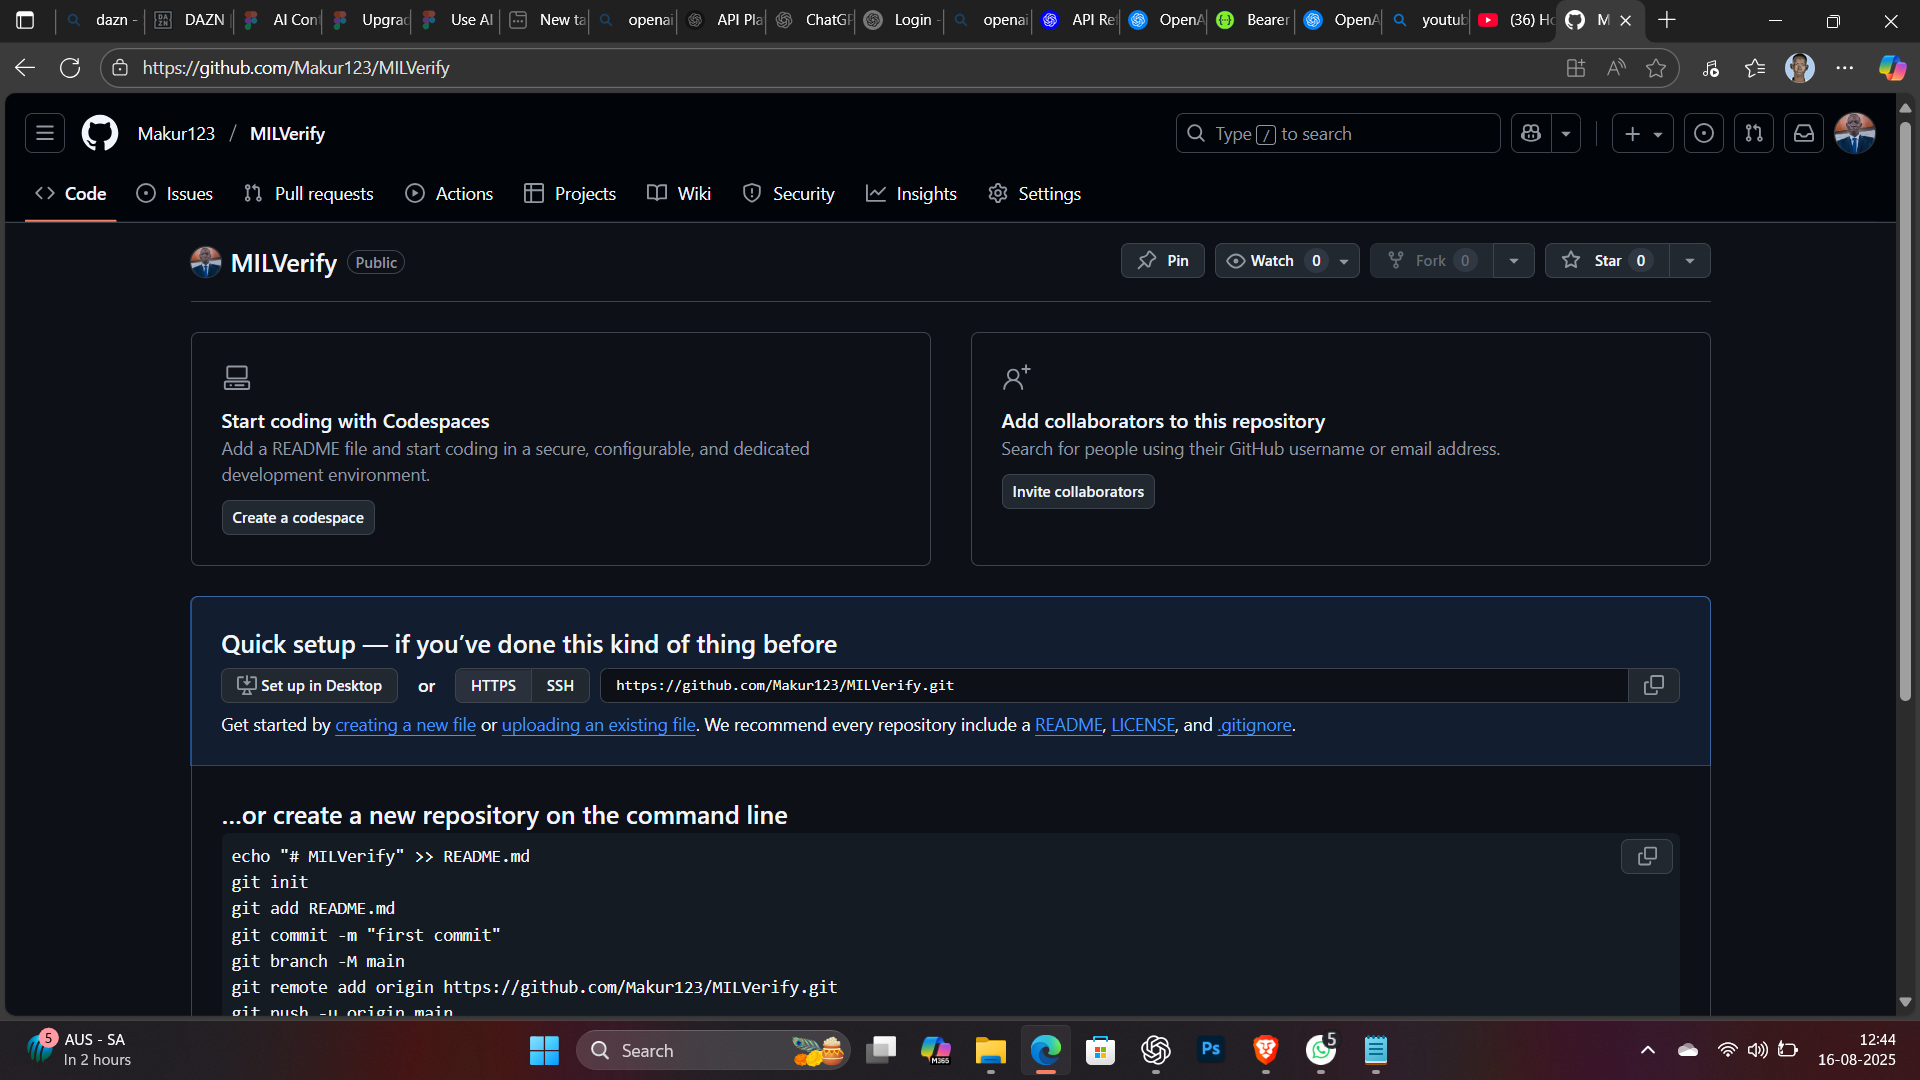 dazn -
DAZN
AI Con
Upgrad
Use AI
New ta
openai
API Pla
ChatGP
Login -
openai
API Ref
OpenA
Bearer
OpenA
youtub
(36) Ho
M
https://github.com/Makur123/MILVerify
Makur123 / MILVerify
Type / to search
Code
Issues
Pull requests
Actions
Projects
Wiki
Security
Insights
Settings
MILVerify Public
Pin
Watch 0
Fork 0
Star 0
Start coding with Codespaces
Add a README file and start coding in a secure, configurable, and dedicated
development environment.
Create a codespace
Add collaborators to this repository
Search for people using their GitHub username or email address.
Invite collaborators
Quick setup — if you’ve done this kind of thing before
Set up in Desktop or HTTPS SSH https://github.com/Makur123/MILVerify.git
Get started by creating a new file or uploading an existing file. We recommend every repository include a README, LICENSE, and .gitignore.
…or create a new repository on the command line
echo "# MILVerify" >> README.md
git init
git add README.md
git commit -m "first commit"
git branch -M main
git remote add origin https://github.com/Makur123/MILVerify.git
git push -u origin main
5
AUS - SA
In 2 hours
Search
M365
Ps
5
12:44
16-08-2025